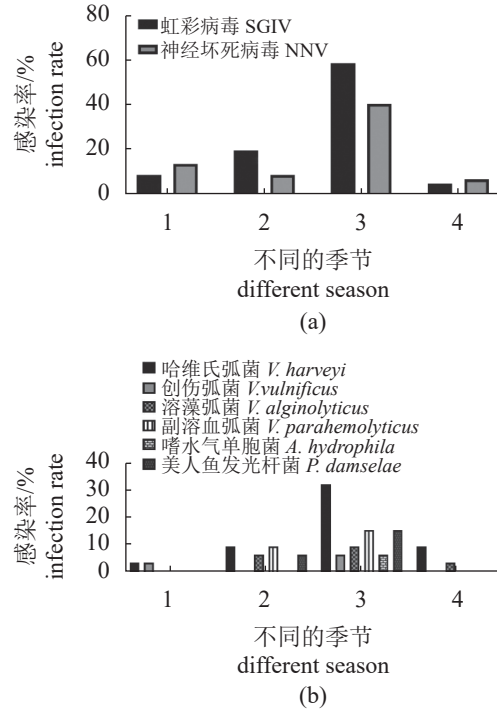 80
60
40
20
0
感染率/%
infection rate
虹彩病毒 SGIV
神经坏死病毒 NNV
1 2 3 4
不同的季节
different season
(a)
哈维氏弧菌 V. harveyi
创伤弧菌 V.vulnificus
溶藻弧菌 V. alginolyticus
副溶血弧菌 V. parahemolyticus
嗜水气单胞菌 A. hydrophila
美人鱼发光杆菌 P. damselae
40
30
20
10
0
感染率/%
infection rate
1 2 3 4
不同的季节
different season
(b)